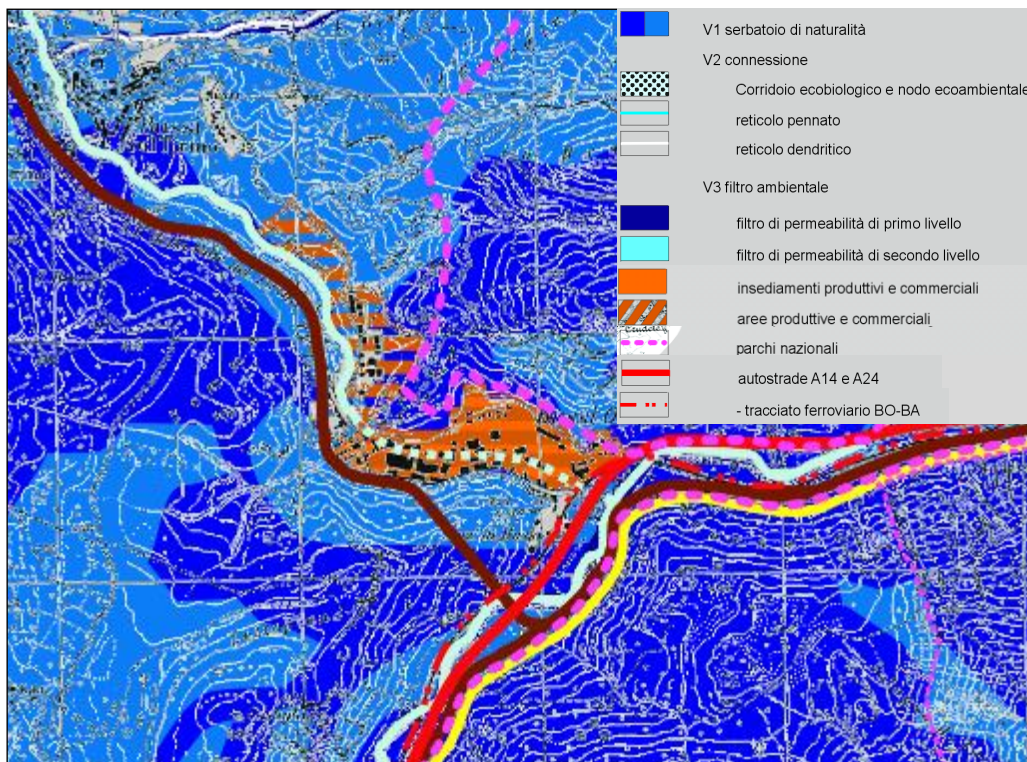 V1 serbatoio di naturalità
V2 connessione
Corridoio ecobiologico e nodo ecoambientale
reticolo pennato
reticolo dendritico
V3 filtro ambientale
filtro di permeabilità di primo livello
filtro di permeabilità di secondo livello
insediamenti produttivi e commerciali
aree produttive e commerciali
parchi nazionali
autostrade A14 e A24
- tracciato ferroviario BO-BA